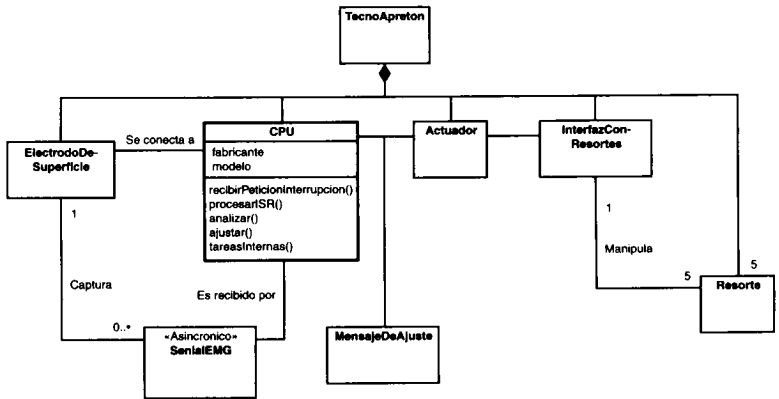 TecnoApreton
ElectrodoDe-
Superficie
Se conecta a
CPU
fabricante
modelo
recibirPeticionInterrupcion()
procesarISR()
analizar()
ajustar()
tareasInternas()
Actuador
InterfazCon-
Resortes
1
Captura
0..*
Es recibido por
«Asincronico»
SenialEMG
MensajeDeAjuste
1
Manipula
5
5
Resorte